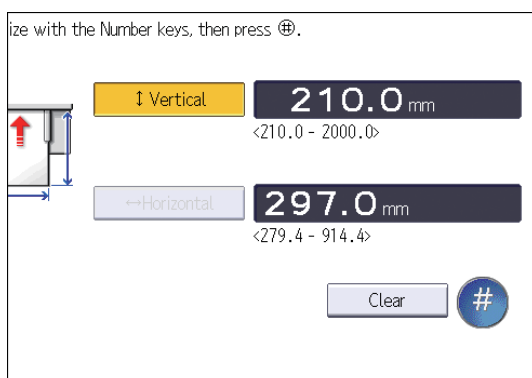 ize with the Number keys, then press ⊕.
↕ Vertical
210.0 mm
<210.0 - 2000.0>
↔Horizontal
297.0 mm
<279.4 - 914.4>
Clear
#